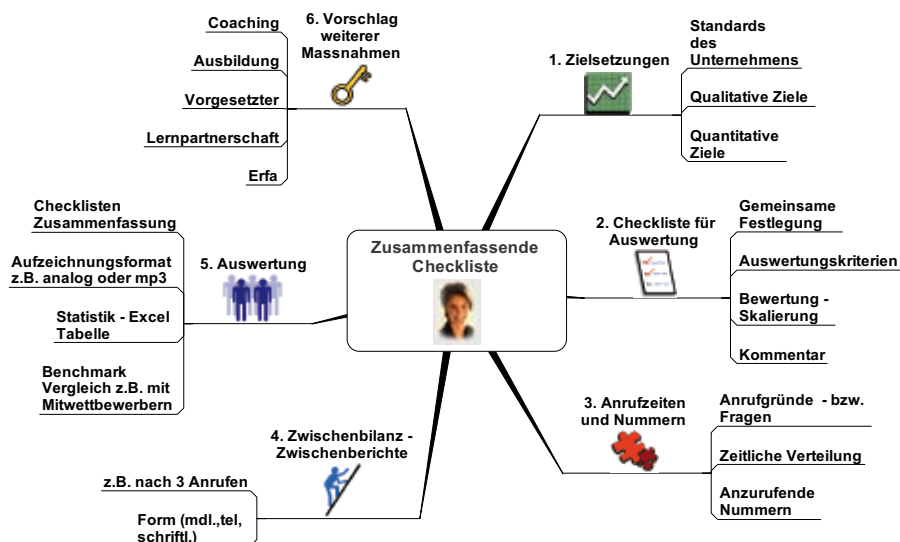 Zusammenfassende
Checkliste
1. Zielsetzungen
Standards
des
Unternehmens
Qualitative Ziele
Quantitative
Ziele
2. Checkliste für
Auswertung
Gemeinsame
Festlegung
Auswertungskriterien
Bewertung -
Skalierung
Kommentar
3. Anrufzeiten
und Nummern
Anrufgründe - bzw.
Fragen
Zeitliche Verteilung
Anzurufende
Nummern
4. Zwischenbilanz -
Zwischenberichte
z.B. nach 3 Anrufen
Form (mdl.,tel,
schriftl.)
5. Auswertung
Checklisten
Zusammenfassung
Aufzeichnungsformat
z.B. analog oder mp3
Statistik - Excel
Tabelle
Benchmark
Vergleich z.B. mit
Mitwettbewerbern
6. Vorschlag
weiterer
Massnahmen
Coaching
Ausbildung
Vorgesetzter
Lernpartnerschaft
Erfa